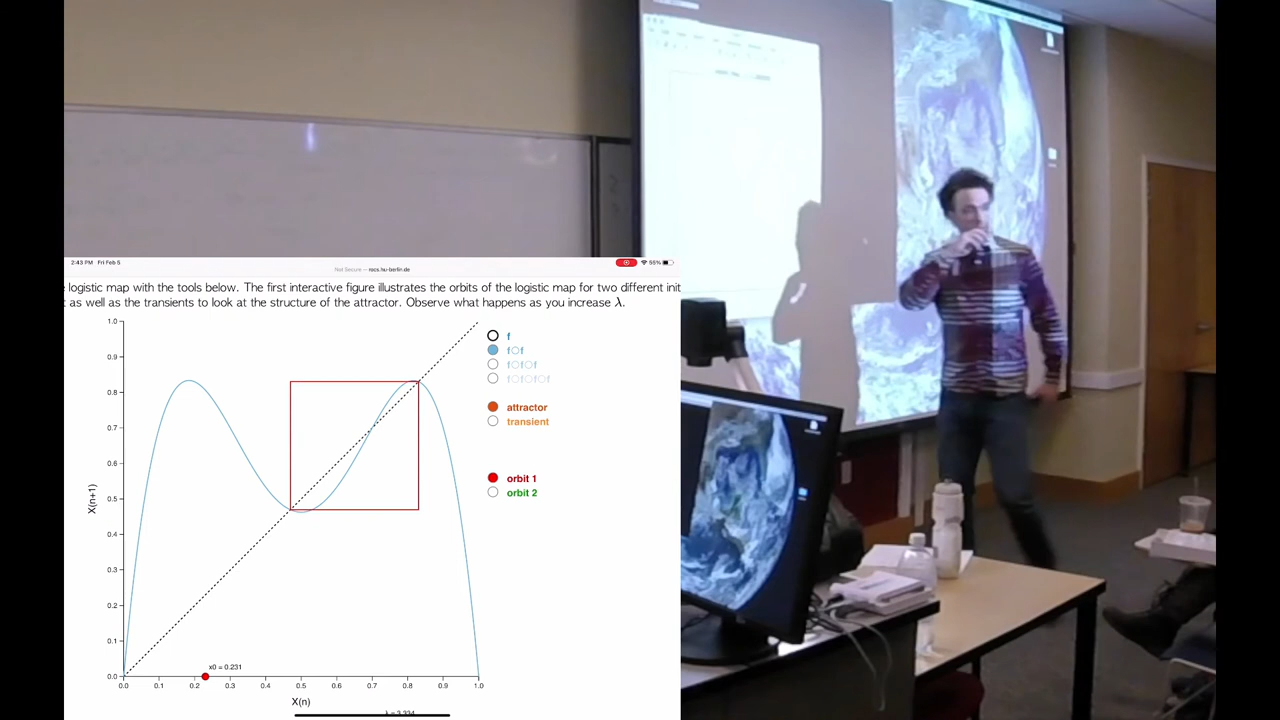 2:43 PM Fri Feb 5
55%
Not Secure — rocs.hu-berlin.de
logistic map with the tools below. The first interactive figure illustrates the orbits of the logistic map for two different init
as well as the transients to look at the structure of the attractor. Observe what happens as you increase λ.
1.0
0.9
0.8
0.7
0.6
0.5
0.4
0.3
0.2
0.1
0.0
X(n+1)
f
f○f
f○f○f
f○f○f○f
attractor
transient
orbit 1
orbit 2
x0 = 0.231
0.0 0.1 0.2 0.3 0.4 0.5 0.6 0.7 0.8 0.9 1.0
X(n)
λ = 3.334